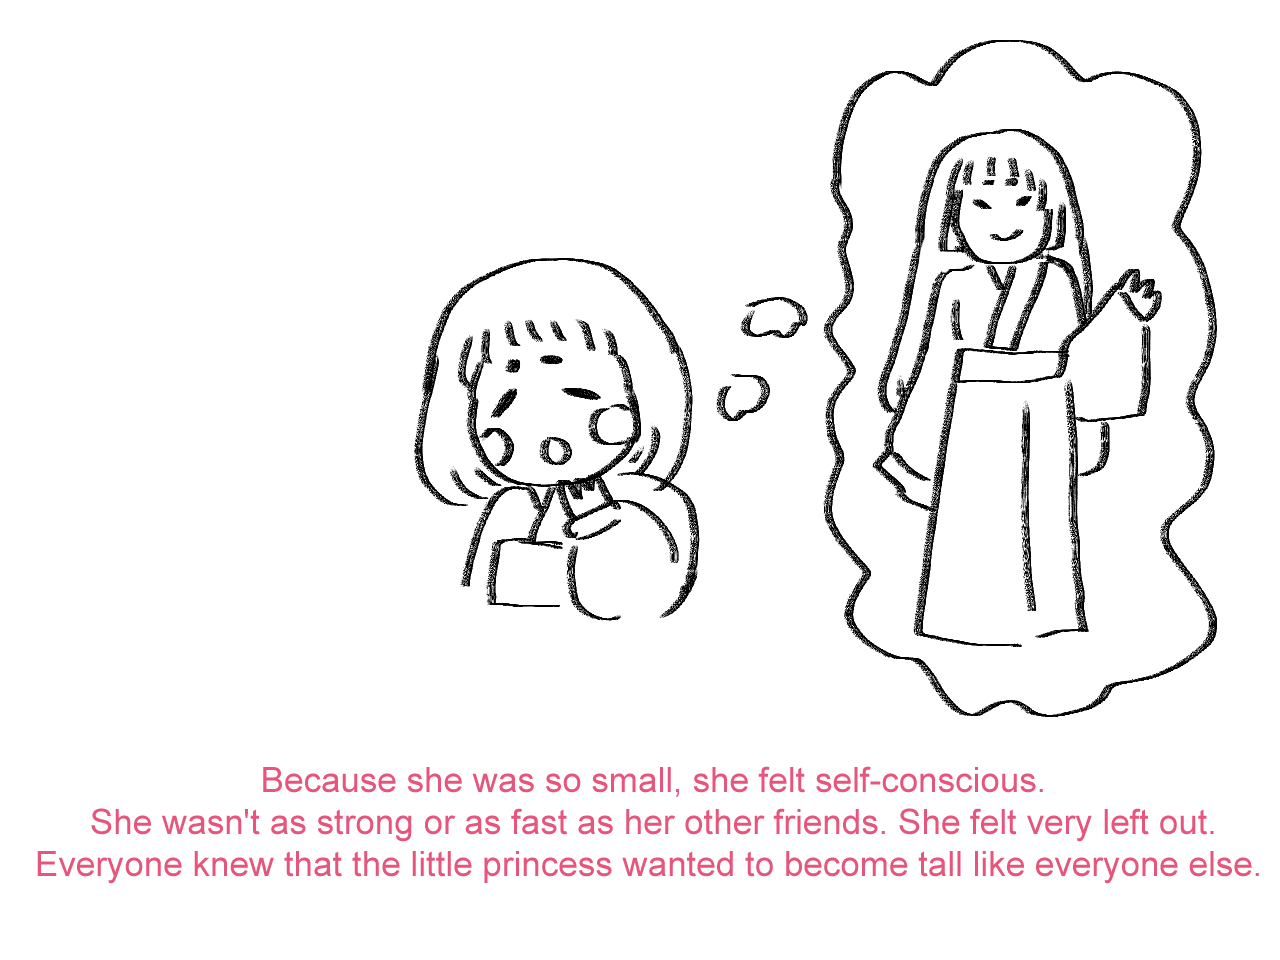 Because she was so small, she felt self-conscious.
She wasn't as strong or as fast as her other friends. She felt very left out.
Everyone knew that the little princess wanted to become tall like everyone else.